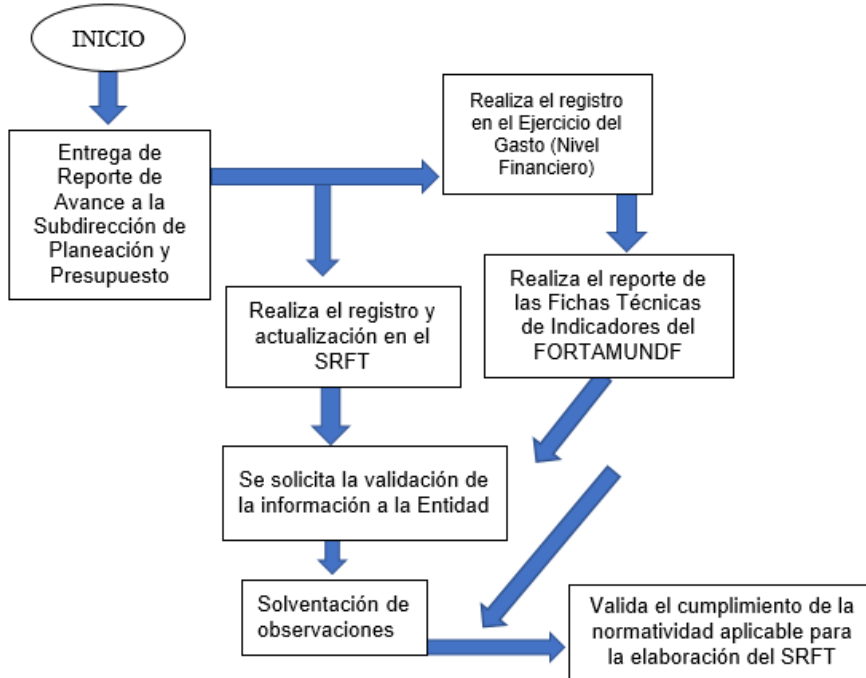 INICIO
Entrega de
Reporte de
Avance a la
Subdirección de
Planeación y
Presupuesto
Realiza el registro
en el Ejercicio del
Gasto (Nivel
Financiero)
Realiza el registro y
actualización en el
SRFT
Realiza el reporte de
las Fichas Técnicas
de Indicadores del
FORTAMUNDF
Se solicita la validación de
la información a la Entidad
Solventación de
observaciones
Valida el cumplimiento de la
normatividad aplicable para
la elaboración del SRFT